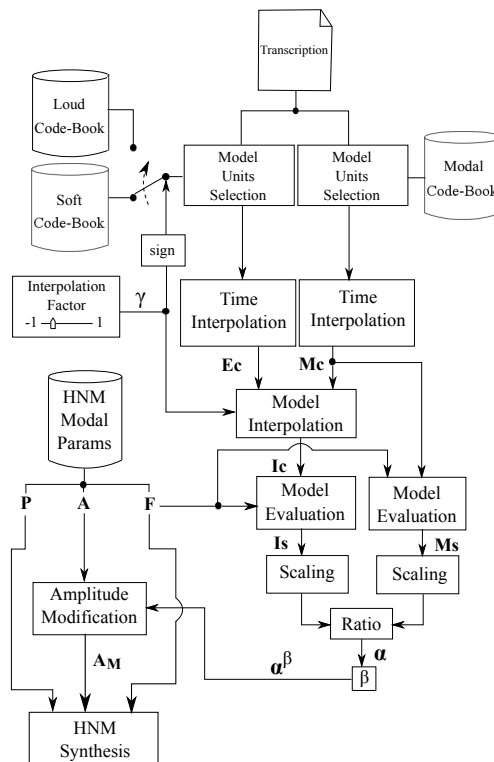 Transcription
Loud
Code-Book
Soft
Code-Book
Model
Units
Selection
Model
Units
Selection
Modal
Code-Book
sign
Interpolation
Factor
-1 1
γ
Time
Interpolation
Time
Interpolation
Ec
Mc
HNM
Modal
Params
Model
Interpolation
Ic
P
A
F
Model
Evaluation
Model
Evaluation
Is
Ms
Scaling
Scaling
Amplitude
Modification
Ratio
α
β
α^β
A_M
HNM
Synthesis